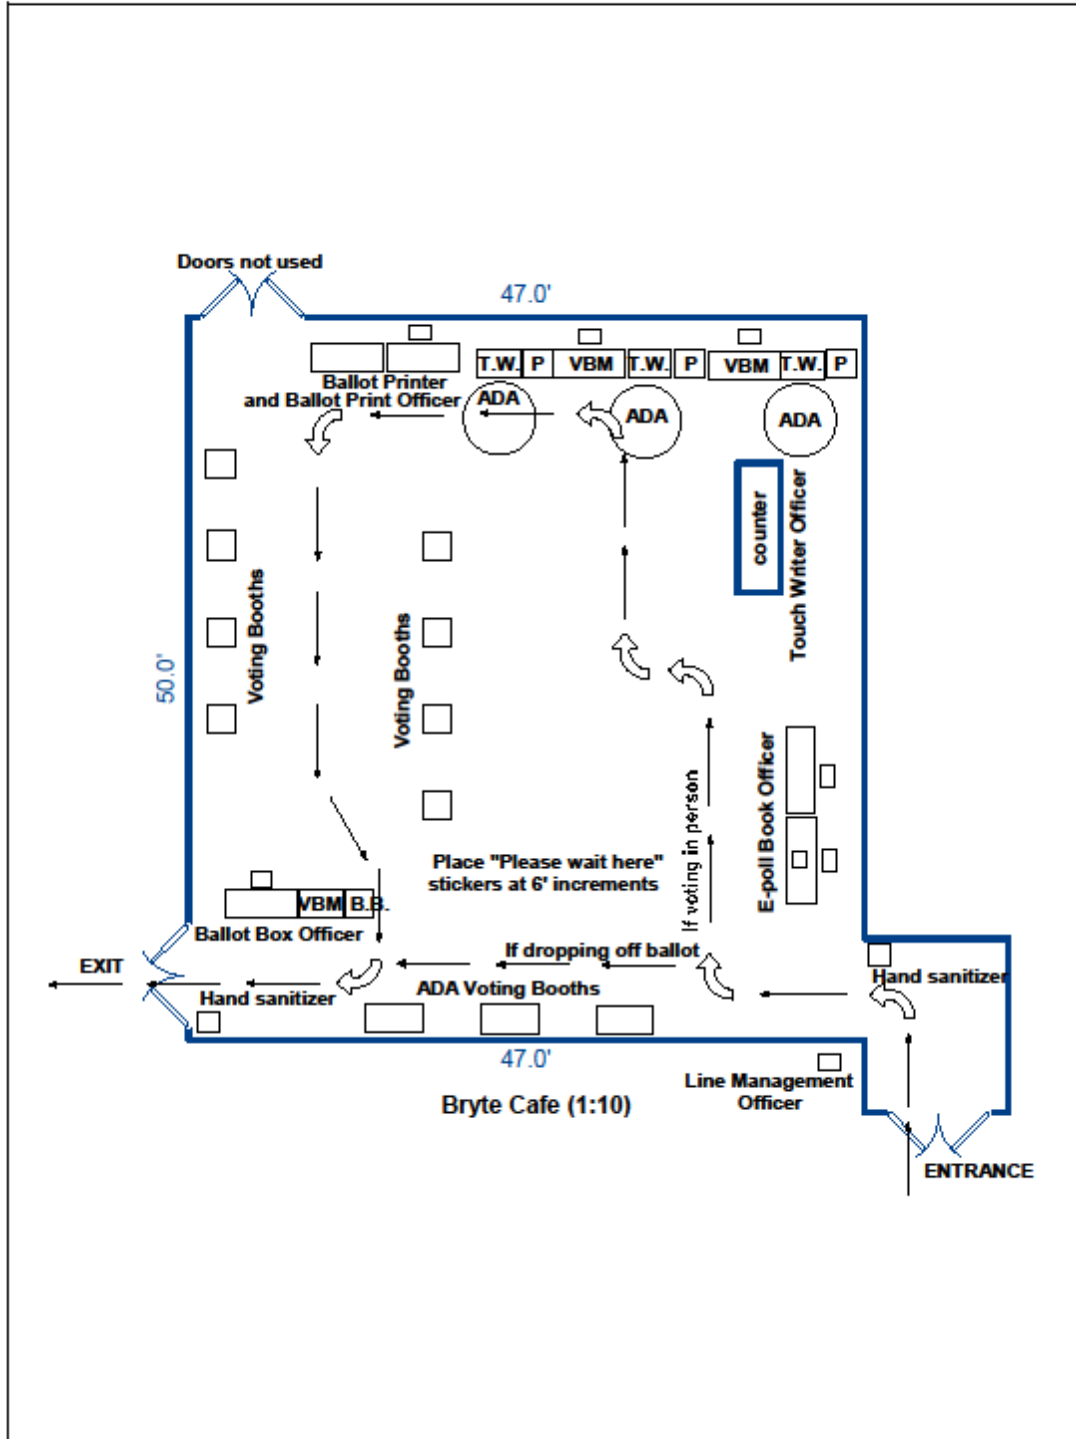 Doors not used
47.0'
T.W. P VBM T.W. P VBM T.W. P
Ballot Printer
and Ballot Print Officer
ADA
ADA
ADA
counter
Touch Writer Officer
Voting Booths
Voting Booths
50.0'
If voting in person
E-poll Book Officer
Place "Please wait here"
stickers at 6' increments
VBM B.B.
Ballot Box Officer
If dropping off ballot
EXIT
Hand sanitizer
ADA Voting Booths
Hand sanitizer
47.0'
Line Management
Officer
Bryte Cafe (1:10)
ENTRANCE